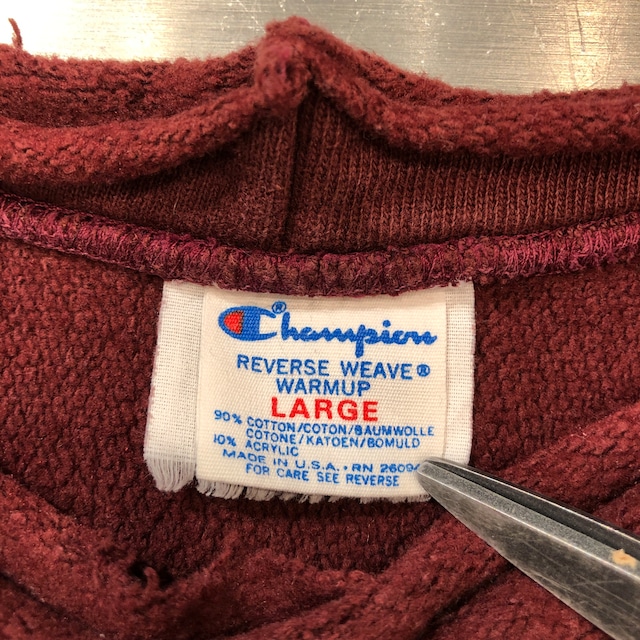 Champion®
REVERSE WEAVE®
WARMUP
LARGE
90% COTTON/COTON/BAUMWOLLE
COTONE/KATOEN/BOMULD
10% ACRYLIC
MADE IN U.S.A. • RN
FOR CARE SEE REVERSE